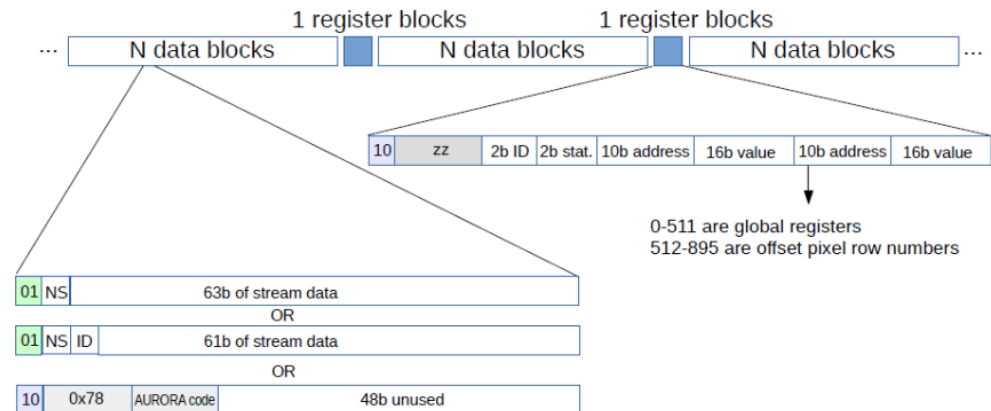 1 register blocks 1 register blocks
... N data blocks N data blocks N data blocks ...
10 zz 2b ID 2b stat. 10b address 16b value 10b address 16b value
0-511 are global registers
512-895 are offset pixel row numbers
01 NS 63b of stream data
OR
01 NS ID 61b of stream data
OR
10 0x78 AURORA code 48b unused